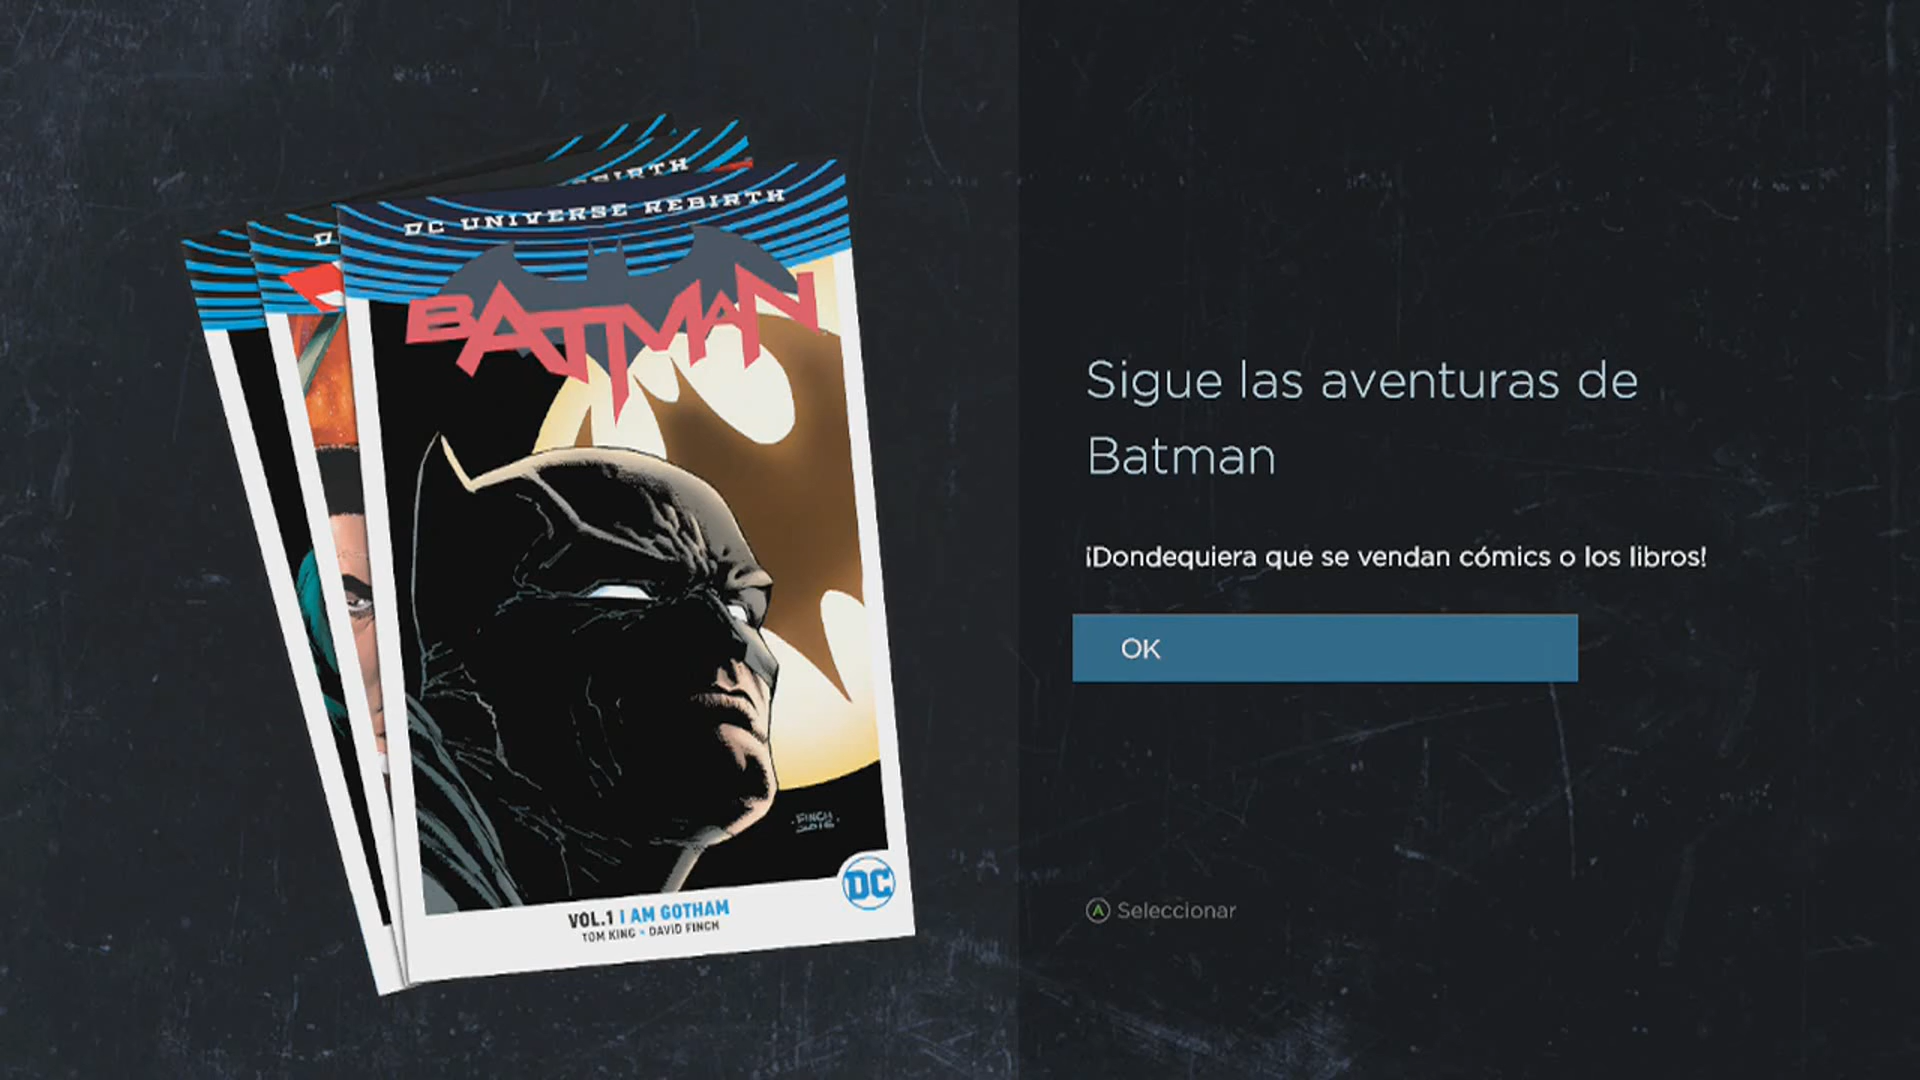 DC UNIVERSE REBIRTH
BATMAN
FINCH
2016
DC
VOL.1 I AM GOTHAM
TOM KING • DAVID FINCH
Sigue las aventuras de
Batman
¡Dondequiera que se vendan cómics o los libros!
OK
A Seleccionar